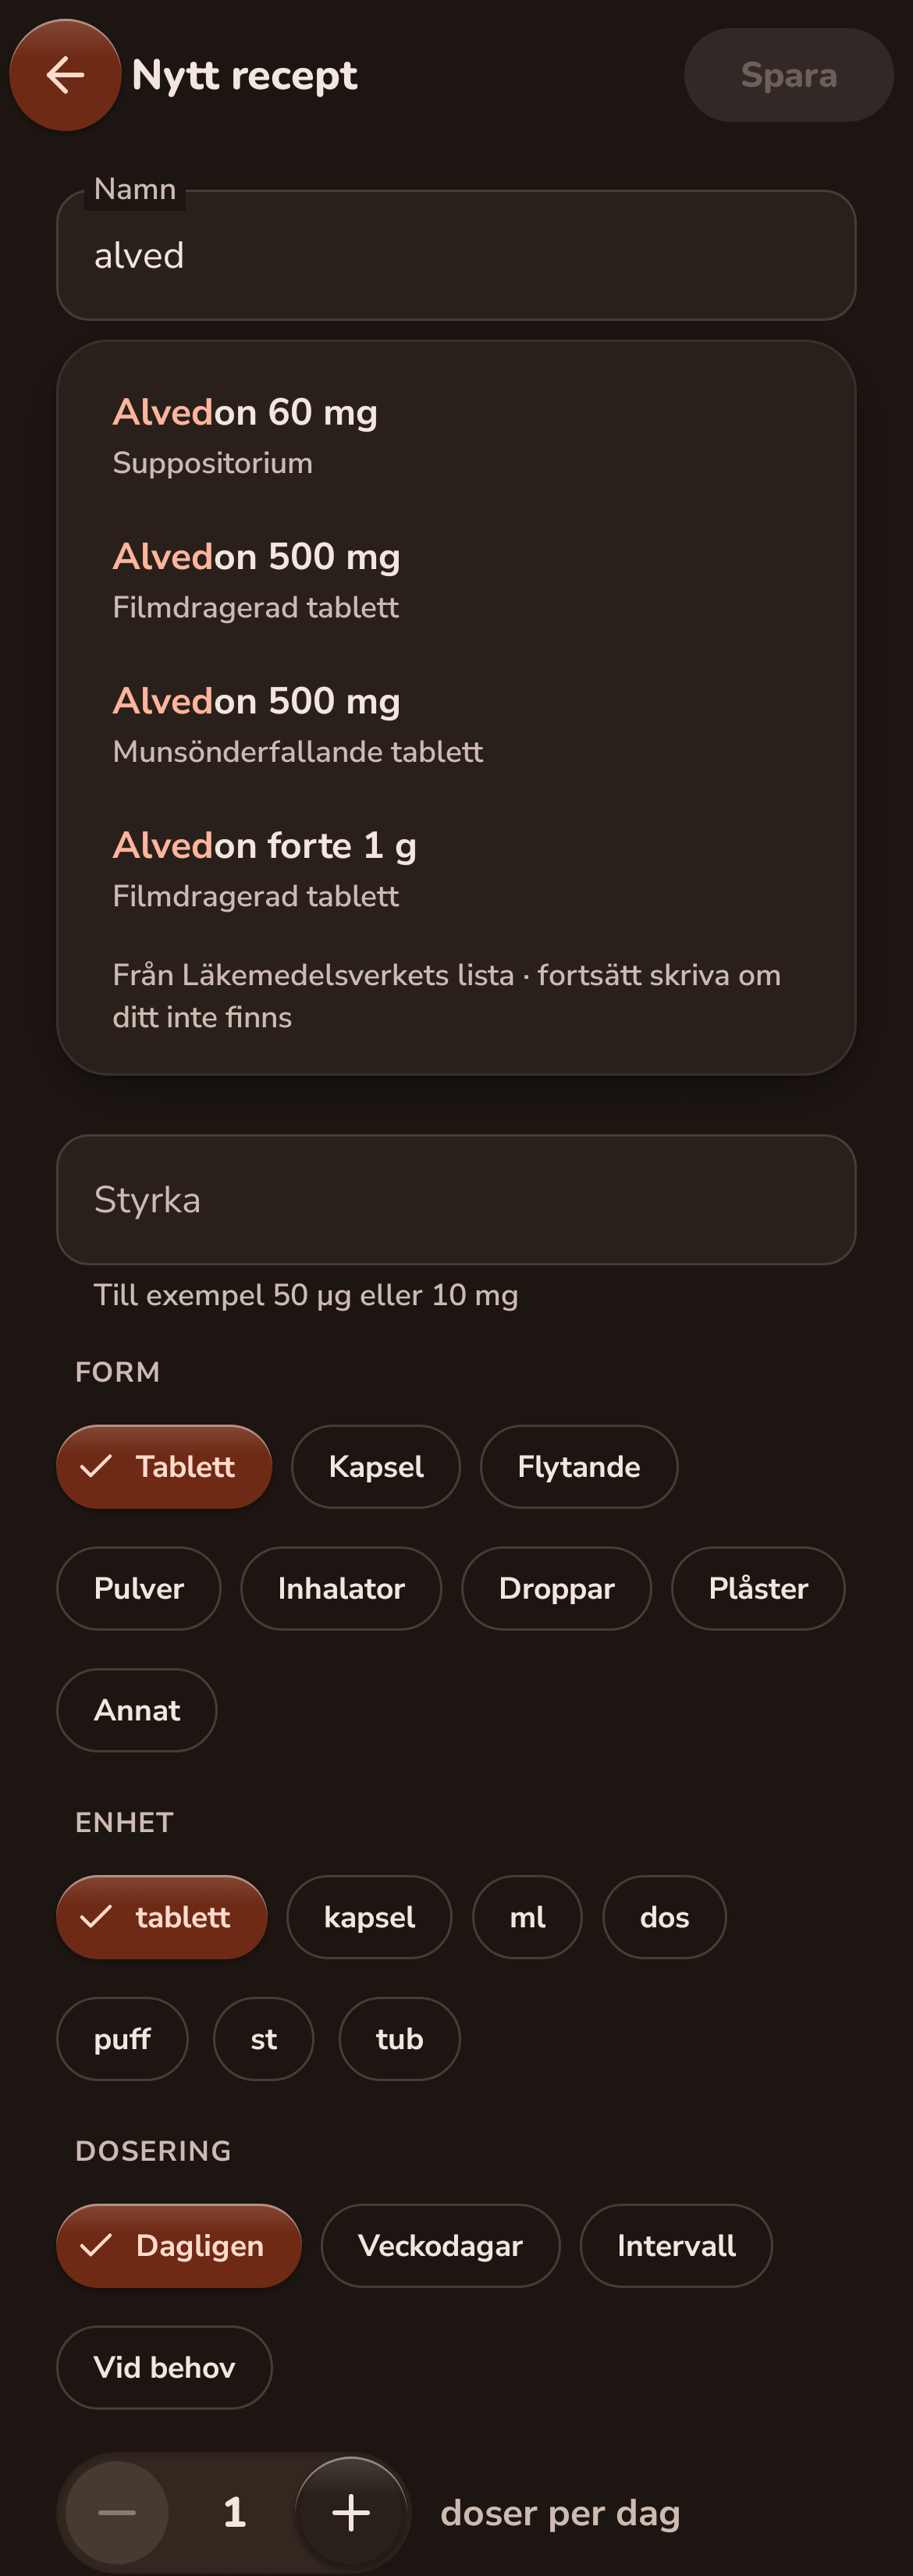 Nytt recept
Spara
Namn
alved
Alvedon 60 mg
Suppositorium
Alvedon 500 mg
Filmdragerad tablett
Alvedon 500 mg
Munsönderfallande tablett
Alvedon forte 1 g
Filmdragerad tablett
Från Läkemedelsverkets lista · fortsätt skriva om
ditt inte finns
Styrka
Till exempel 50 µg eller 10 mg
FORM
Tablett Kapsel Flytande
Pulver Inhalator Droppar Plåster
Annat
ENHET
tablett kapsel ml dos
puff st tub
DOSERING
Dagligen Veckodagar Intervall
Vid behov
1 doser per dag